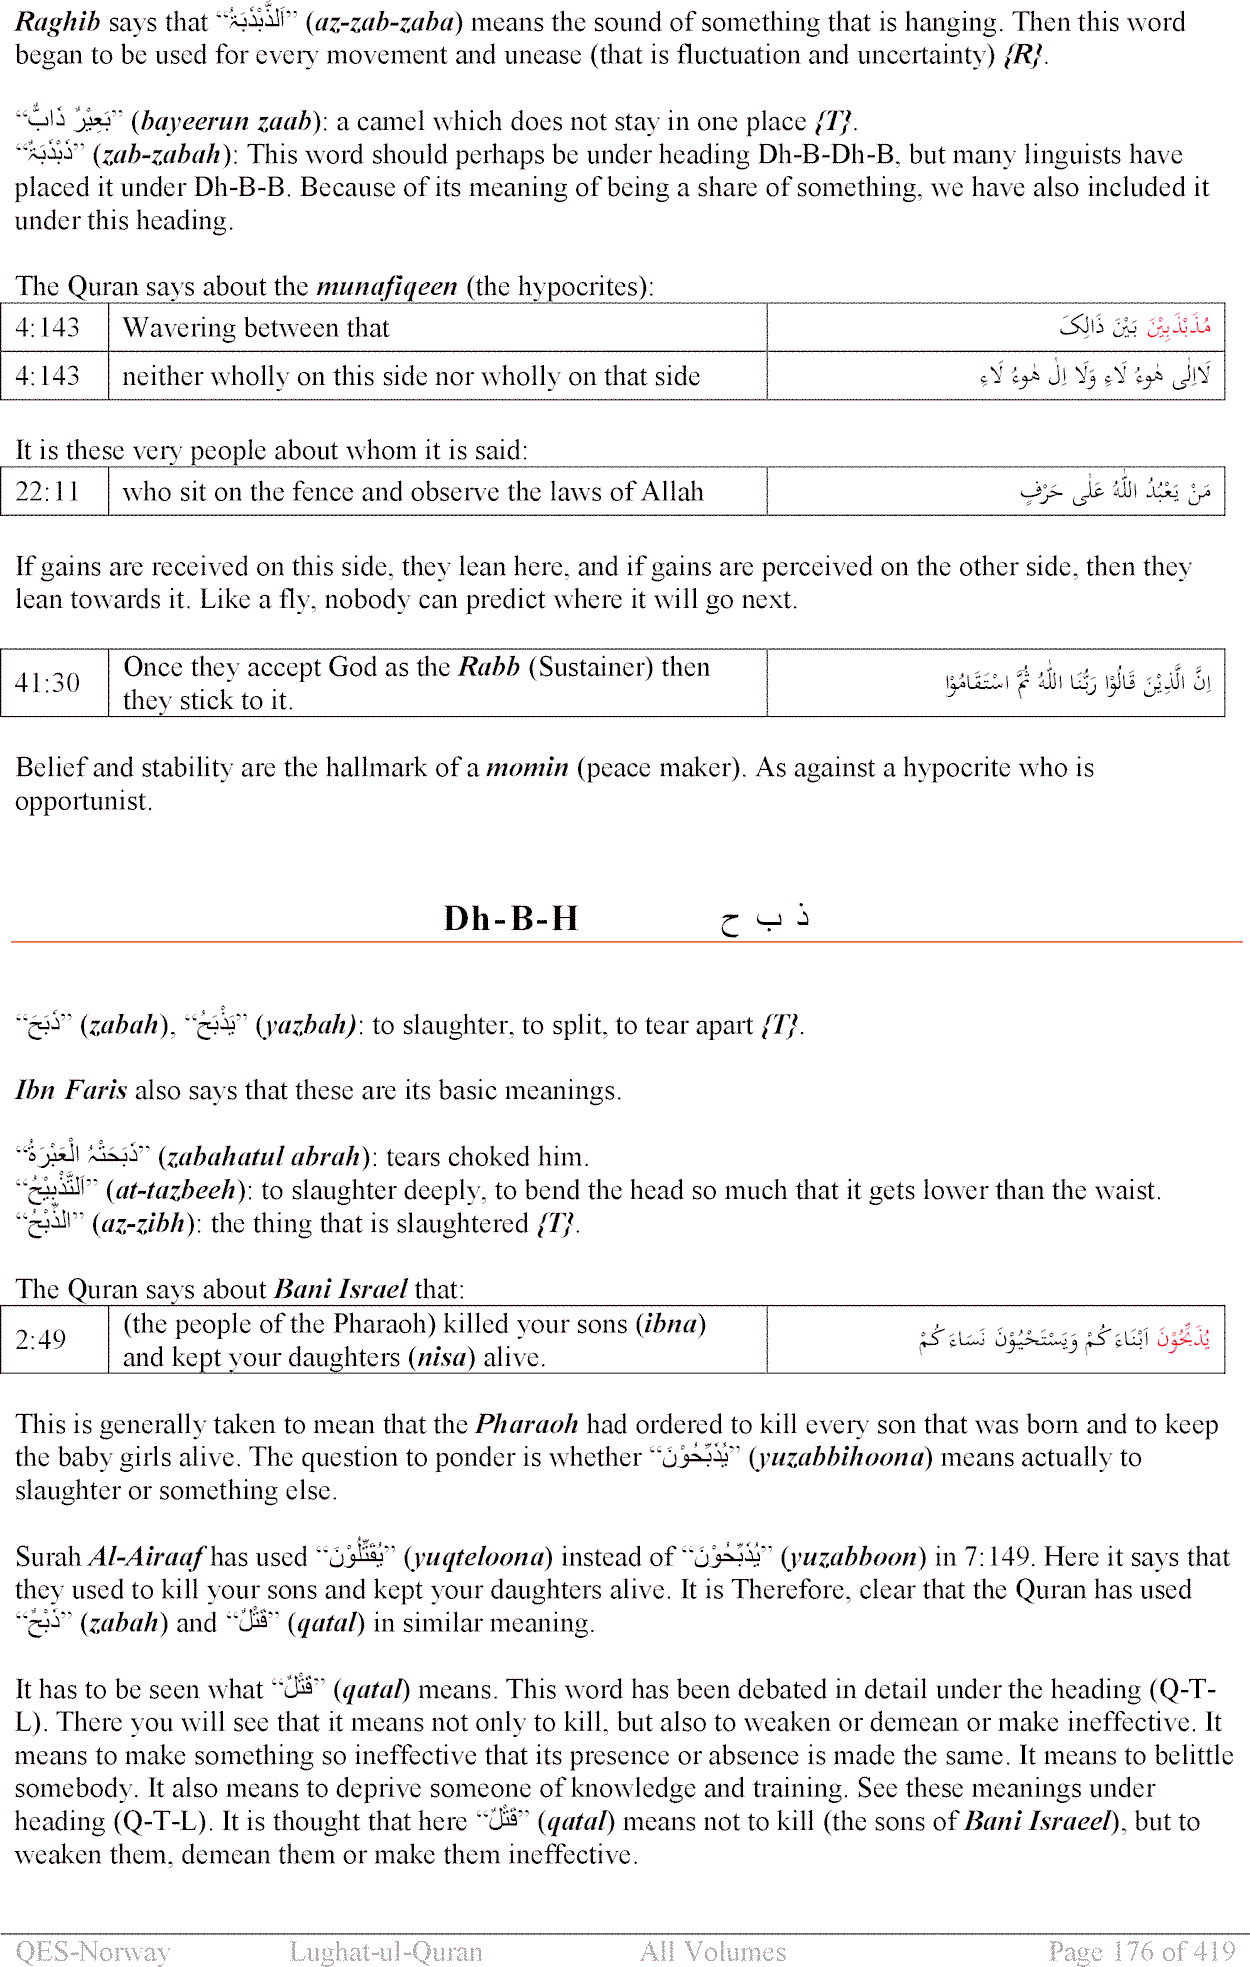 Raghib says that “اَلذَّبْذَبَۃُ” (az-zab-zaba) means the sound of something that is hanging. Then this word
began to be used for every movement and unease (that is fluctuation and uncertainty) {R}.
“بَعِیْرٌ ذَابٌّ” (bayeerun zaab): a camel which does not stay in one place {T}.
“ذَبْذَبَۃٌ” (zab-zabah): This word should perhaps be under heading Dh-B-Dh-B, but many linguists have
placed it under Dh-B-B. Because of its meaning of being a share of something, we have also included it
under this heading.
The Quran says about the munafiqeen (the hypocrites):
4:143 Wavering between that مُذَبْذَبِیْنَ بَیْنَ ذَالِکَ
4:143 neither wholly on this side nor wholly on that side لَااِلٰی هٰوءُ لَاءِ وَلَا اِلٰ هٰوءُ لَاءِ
It is these very people about whom it is said:
22:11 who sit on the fence and observe the laws of Allah مَنْ یَعْبُدُ اللّٰهُ عَلٰی حَرْفٍ
If gains are received on this side, they lean here, and if gains are perceived on the other side, then they
lean towards it. Like a fly, nobody can predict where it will go next.
41:30 Once they accept God as the Rabb (Sustainer) then اِنَّ الَّذِیْنَ قَالُوْا رَبُّنَا اللّٰهُ ثُمَّ اسْتَقَامُوْا
they stick to it.
Belief and stability are the hallmark of a momin (peace maker). As against a hypocrite who is
opportunist.
Dh-B-H ذ ب ح
“ذَبَحَ” (zabah), “یَذْبَحُ” (yazbah): to slaughter, to split, to tear apart {T}.
Ibn Faris also says that these are its basic meanings.
“ذَبَحَتْہُ الْعَبْرَۃُ” (zabahatul abrah): tears choked him.
“اَلتَّذْبِیْحُ” (at-tazbeeh): to slaughter deeply, to bend the head so much that it gets lower than the waist.
“الذِّبْحُ” (az-zibh): the thing that is slaughtered {T}.
The Quran says about Bani Israel that:
2:49 (the people of the Pharaoh) killed your sons (ibna) یُذَبِّحُوْنَ اَبْنَاءَ کُمْ وَیَسْتَحْیُوْنَ نَسَاءَ کُمْ
and kept your daughters (nisa) alive.
This is generally taken to mean that the Pharaoh had ordered to kill every son that was born and to keep
the baby girls alive. The question to ponder is whether “یُذَبِّحُوْنَ” (yuzabbihoona) means actually to
slaughter or something else.
Surah Al-Airaaf has used “یُقَتِّلُوْنَ” (yuqteloona) instead of “یُذَبِّحُوْنَ” (yuzabboon) in 7:149. Here it says that
they used to kill your sons and kept your daughters alive. It is Therefore, clear that the Quran has used
“ذَبْحٌ” (zabah) and “قَتْلٌ” (qatal) in similar meaning.
It has to be seen what “قَتْلٌ” (qatal) means. This word has been debated in detail under the heading (Q-T-
L). There you will see that it means not only to kill, but also to weaken or demean or make ineffective. It
means to make something so ineffective that its presence or absence is made the same. It means to belittle
somebody. It also means to deprive someone of knowledge and training. See these meanings under
heading (Q-T-L). It is thought that here “قَتْلٌ” (qatal) means not to kill (the sons of Bani Israeel), but to
weaken them, demean them or make them ineffective.
QES-Norway Lughat-ul-Quran All Volumes Page 176 of 419